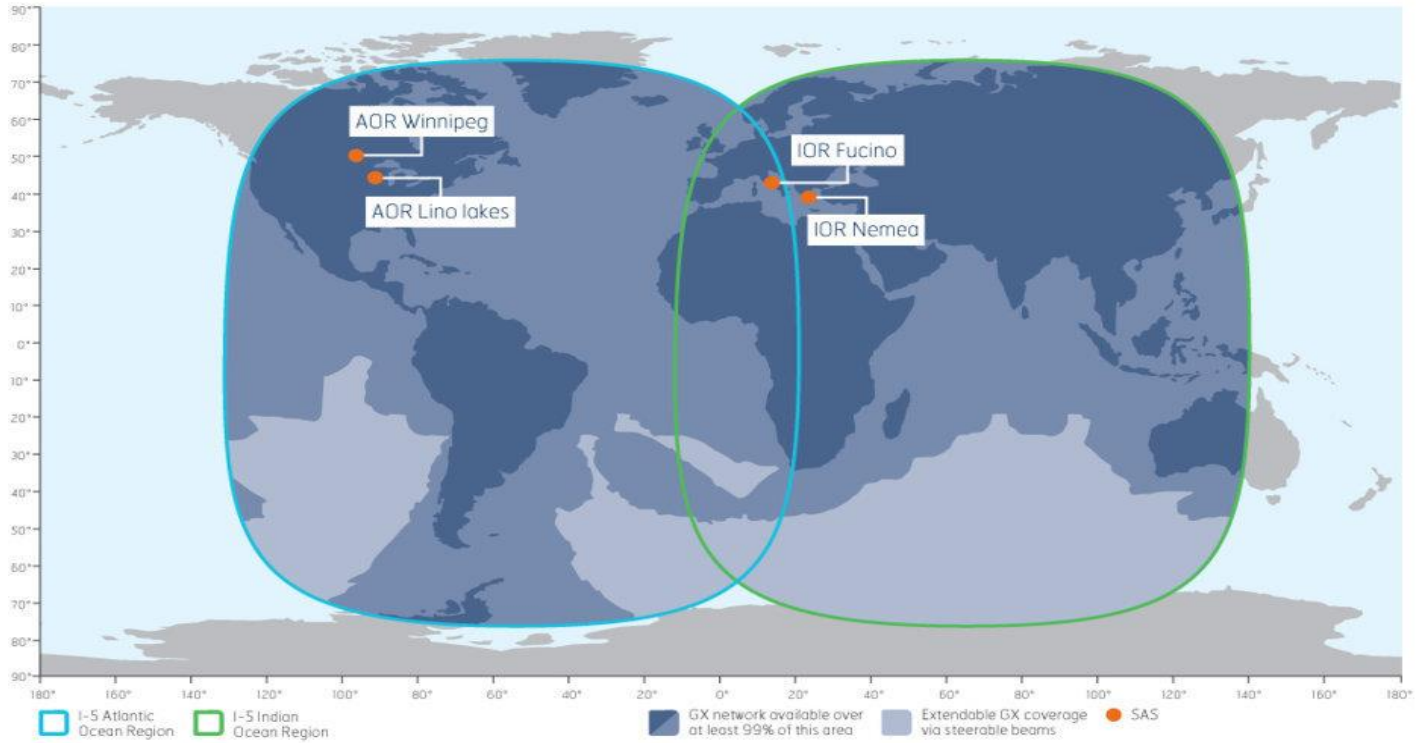 90°
80°
70°
60°
50°
40°
30°
20°
10°
0°
10°
20°
30°
40°
50°
60°
70°
80°
90°
AOR Winnipeg
AOR Lino lakes
IOR Fucino
IOR Nemea
180° 160° 140° 120° 100° 80° 60° 40° 20° 0° 20° 40° 60° 80° 100° 120° 140° 160° 180°
I-5 Atlantic
Ocean Region
I-5 Indian
Ocean Region
GX network available over
at least 99% of this area
Extendable GX coverage
via steerable beams
SAS